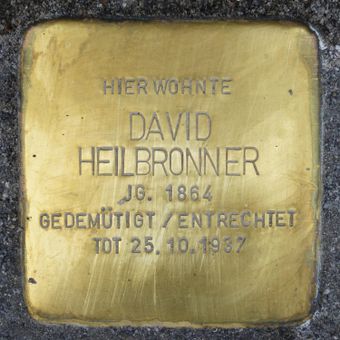 HIER WOHNTE
DAVID
HEILBRONNER
JG. 1864
GEDEMÜTIGT / ENTRECHTET
TOT 25.10.1937